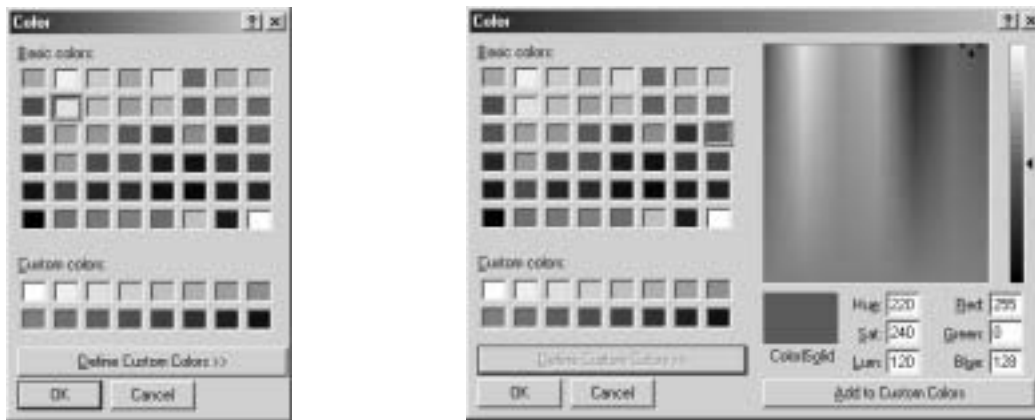 Color
Basic colors:
Custom colors:
Define Custom Colors >>
OK Cancel
Color
Basic colors:
Custom colors:
Define Custom Colors >>
OK Cancel
Color|Solid
Hue: 220 Red: 255
Sat: 240 Green: 0
Lum: 120 Blue: 128
Add to Custom Colors